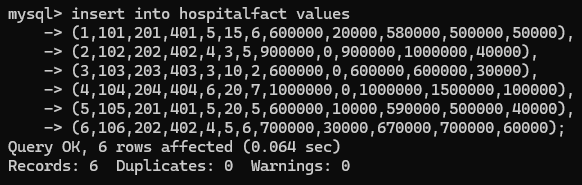 mysql> insert into hospitalfact values
    -> (1,101,201,401,5,15,6,600000,20000,580000,500000,50000),
    -> (2,102,202,402,4,3,5,900000,0,900000,1000000,40000),
    -> (3,103,203,403,3,10,2,600000,0,600000,600000,30000),
    -> (4,104,204,404,6,20,7,1000000,0,1000000,1500000,100000),
    -> (5,105,201,401,5,20,5,600000,10000,590000,500000,40000),
    -> (6,106,202,402,4,5,6,700000,30000,670000,700000,60000);
Query OK, 6 rows affected (0.064 sec)
Records: 6  Duplicates: 0  Warnings: 0